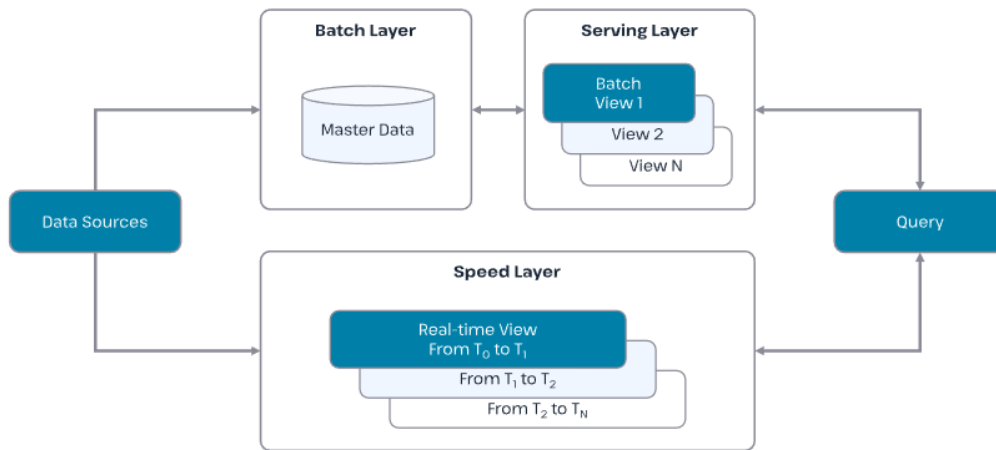 Batch Layer
Master Data
Serving Layer
Batch
View 1
View 2
View N
Data Sources
Query
Speed Layer
Real-time View
From T₀ to T₁
From T₁ to T₂
From T₂ to Tₙ